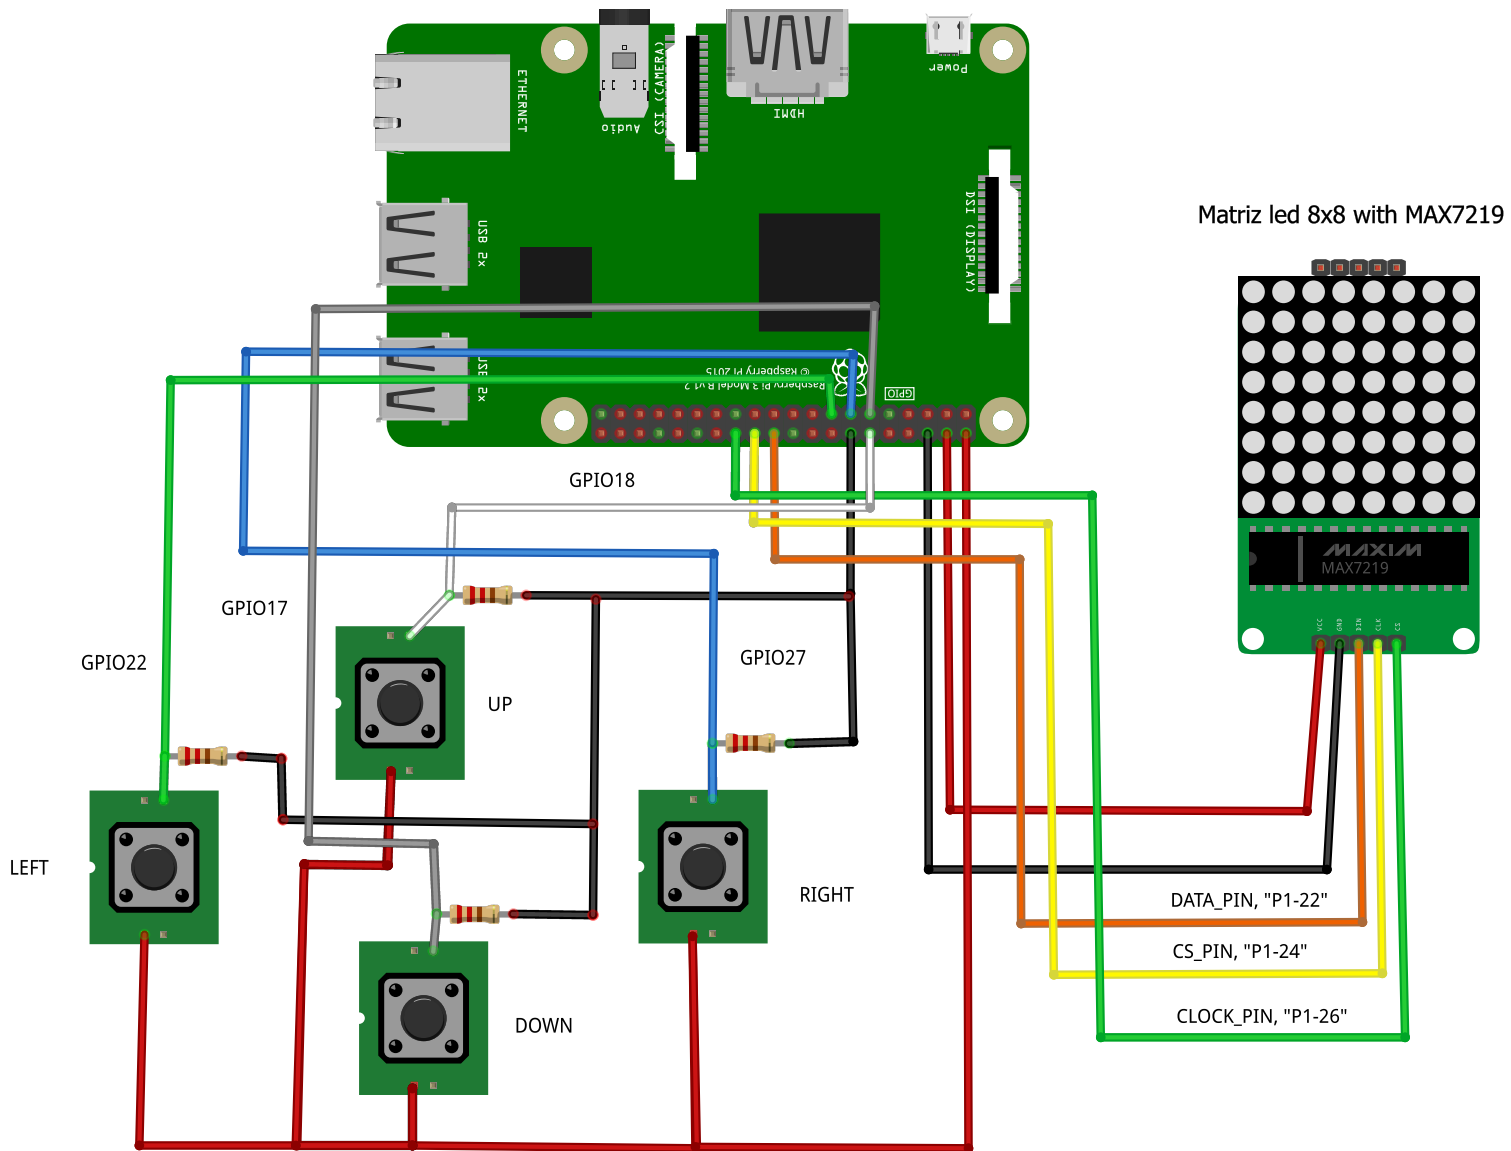 ETHERNET
Audio
CSI (CAMERA)
HDMI
Power
USB 2x
DSI (DISPLAY)
Matriz led 8x8 with MAX7219
USB 2x
© Raspberry Pi 2015
Raspberry Pi 3 Model B v1.2
GPIO
GPIO18
MAXIM
MAX7219
GPIO17
VCC
GND
DIN
CLK
CS
GPIO22
GPIO27
UP
LEFT
RIGHT
DATA_PIN, "P1-22"
CS_PIN, "P1-24"
CLOCK_PIN, "P1-26"
DOWN